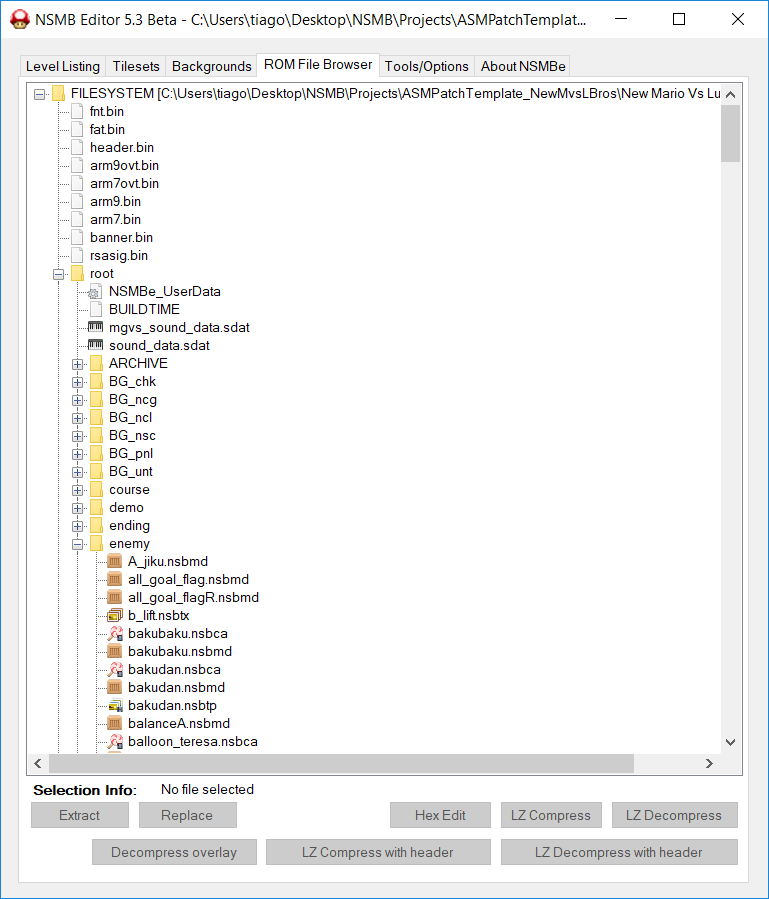 NSMB Editor 5.3 Beta - C:\Users\tiago\Desktop\NSMB\Projects\ASMPatchTemplat...
Level Listing Tilesets Backgrounds ROM File Browser Tools/Options About NSMBe
FILESYSTEM [C:\Users\tiago\Desktop\NSMB\Projects\ASMPatchTemplate_NewMvsLBros\New Mario Vs Lu
fnt.bin
fat.bin
header.bin
arm9ovt.bin
arm7ovt.bin
arm9.bin
arm7.bin
banner.bin
rsasig.bin
root
NSMBe_UserData
BUILDTIME
mgvs_sound_data.sdat
sound_data.sdat
ARCHIVE
BG_chk
BG_ncg
BG_ncl
BG_nsc
BG_pnl
BG_unt
course
demo
ending
enemy
A_jiku.nsbmd
all_goal_flag.nsbmd
all_goal_flagR.nsbmd
b_lift.nsbtx
bakubaku.nsbca
bakubaku.nsbmd
bakudan.nsbca
bakudan.nsbmd
bakudan.nsbtp
balanceA.nsbmd
balloon_teresa.nsbca
Selection Info: No file selected
Extract Replace Hex Edit LZ Compress LZ Decompress
Decompress overlay LZ Compress with header LZ Decompress with header